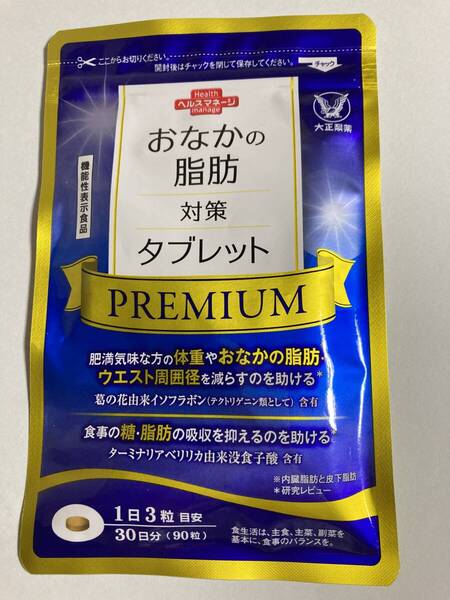 ここからお切りください。
開封後はチャックを閉じて保存してください。
チャック
Health
ヘルスマネージ
manage
大正製薬
機能性表示食品
おなかの
脂肪
対策
タブレット
PREMIUM
肥満気味な方の体重やおなかの脂肪・
ウエスト周囲径を減らすのを助ける*
葛の花由来イソフラボン(テクトリゲニン類として)含有
食事の糖・脂肪の吸収を抑えるのを助ける*
ターミナリアベリリカ由来没食子酸 含有
※内臓脂肪と皮下脂肪
*研究レビュー
1日3粒 目安
30日分(90粒)
食生活は、主食、主菜、副菜を
基本に、食事のバランスを。